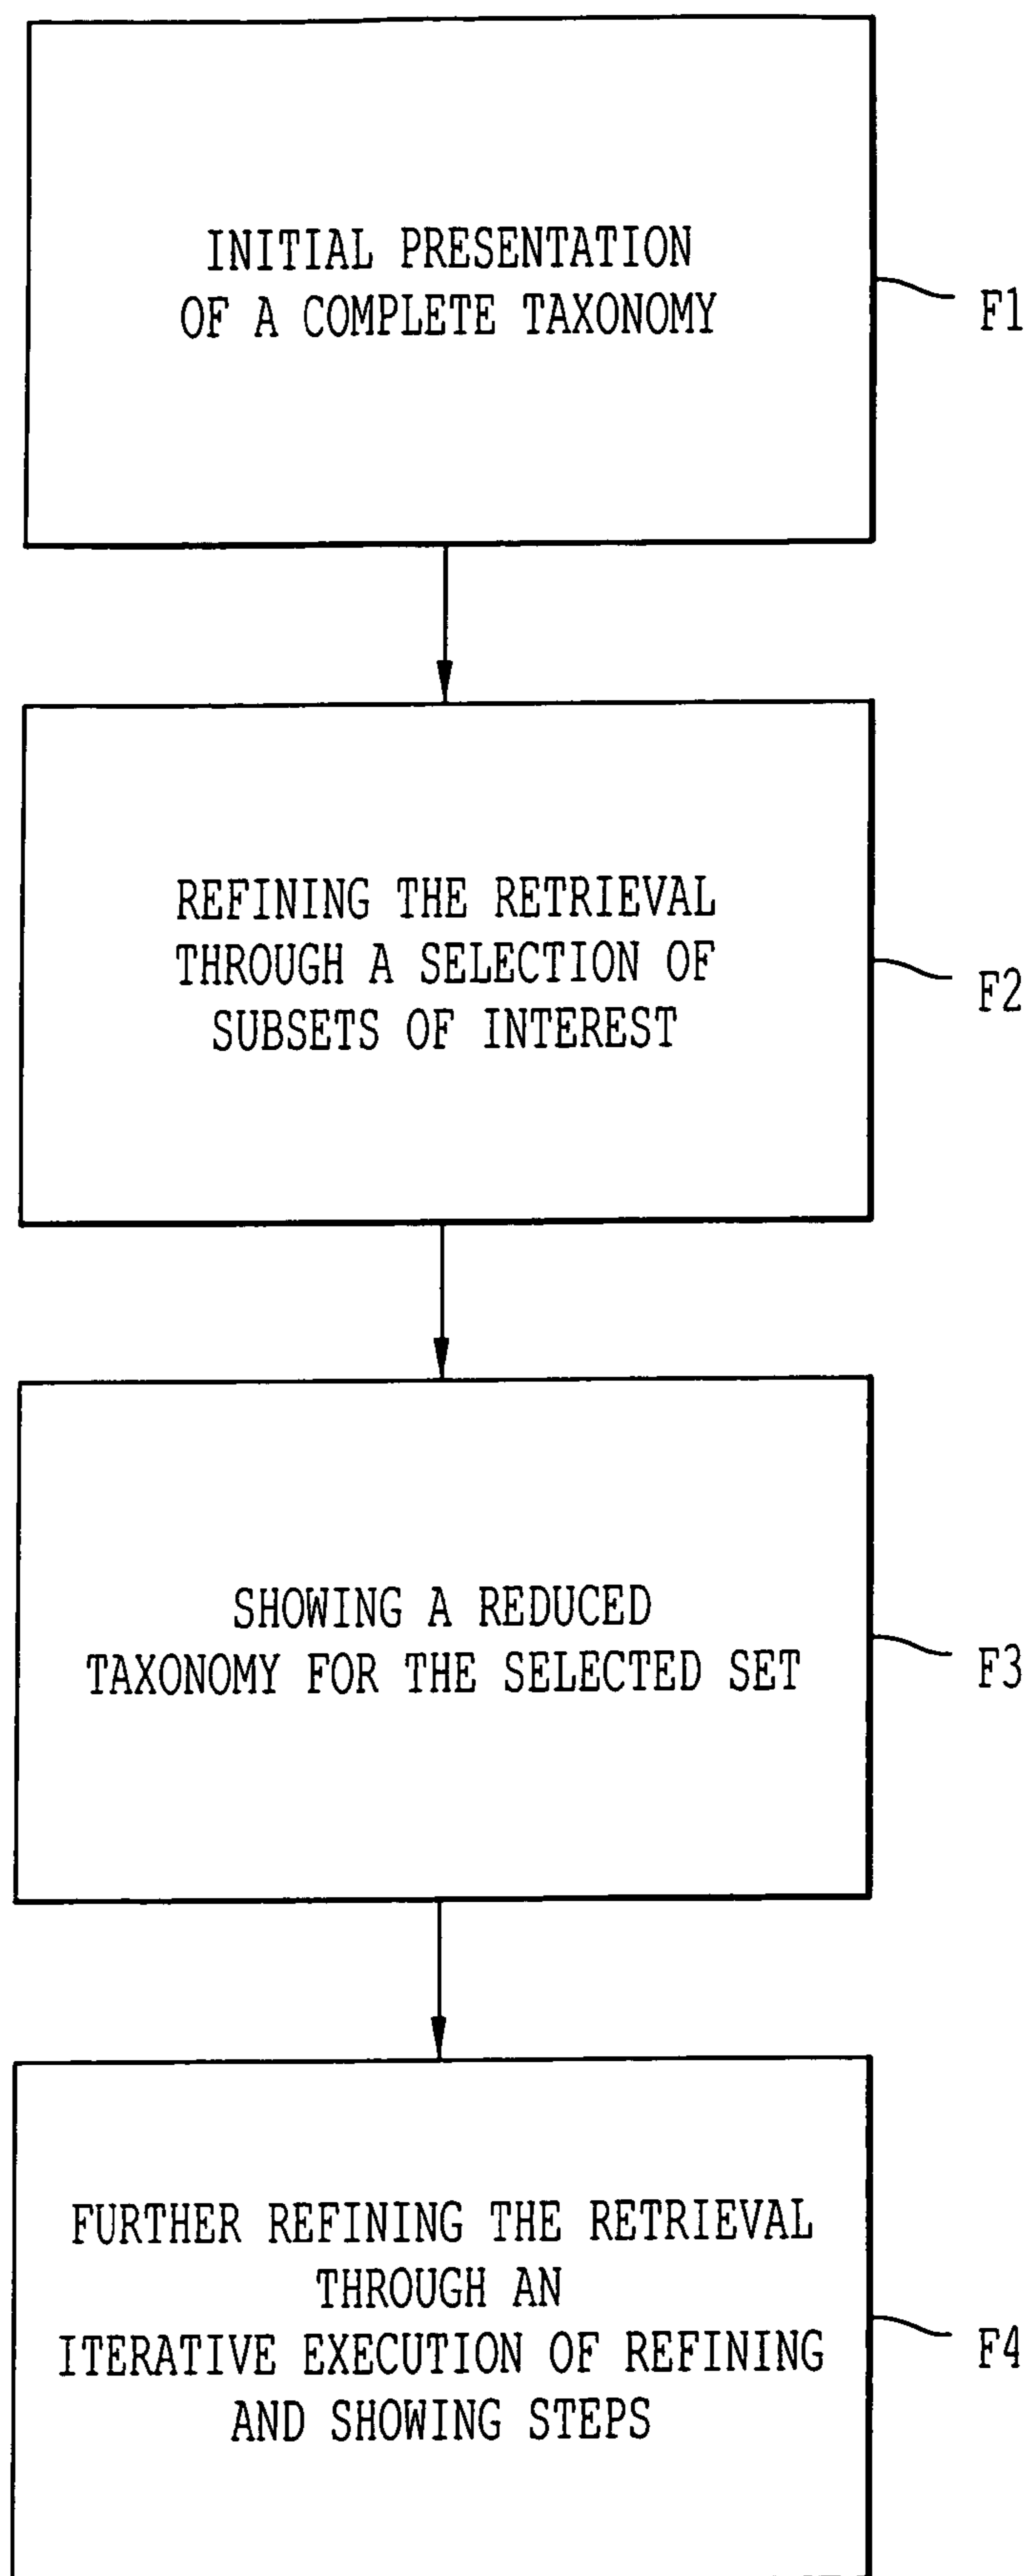 INITIAL PRESENTATION
OF A COMPLETE TAXONOMY
F1
REFINING THE RETRIEVAL
THROUGH A SELECTION OF
SUBSETS OF INTEREST
F2
SHOWING A REDUCED
TAXONOMY FOR THE SELECTED SET
F3
FURTHER REFINING THE RETRIEVAL
THROUGH AN
ITERATIVE EXECUTION OF REFINING
AND SHOWING STEPS
F4